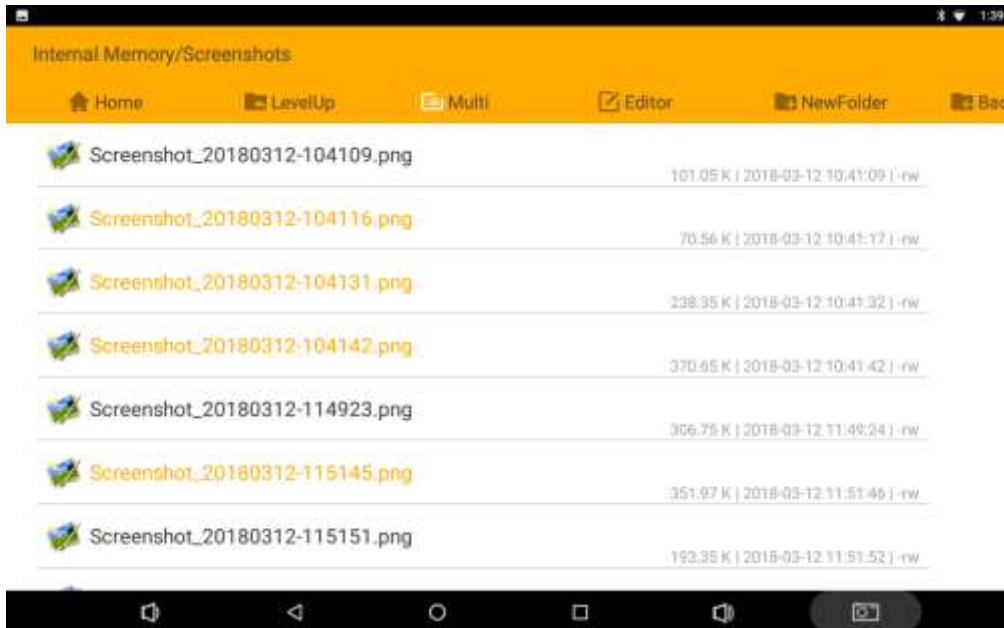 1:39
Internal Memory/Screenshots
Home LevelUp Multi Editor NewFolder Bac
Screenshot_20180312-104109.png
101.05 K | 2018-03-12 10:41:09 | -rw
Screenshot_20180312-104116.png
70.56 K | 2018-03-12 10:41:17 | -rw
Screenshot_20180312-104131.png
238.35 K | 2018-03-12 10:41:32 | -rw
Screenshot_20180312-104142.png
370.65 K | 2018-03-12 10:41:42 | -rw
Screenshot_20180312-114923.png
306.75 K | 2018-03-12 11:49:24 | -rw
Screenshot_20180312-115145.png
351.97 K | 2018-03-12 11:51:46 | -rw
Screenshot_20180312-115151.png
193.35 K | 2018-03-12 11:51:52 | -rw